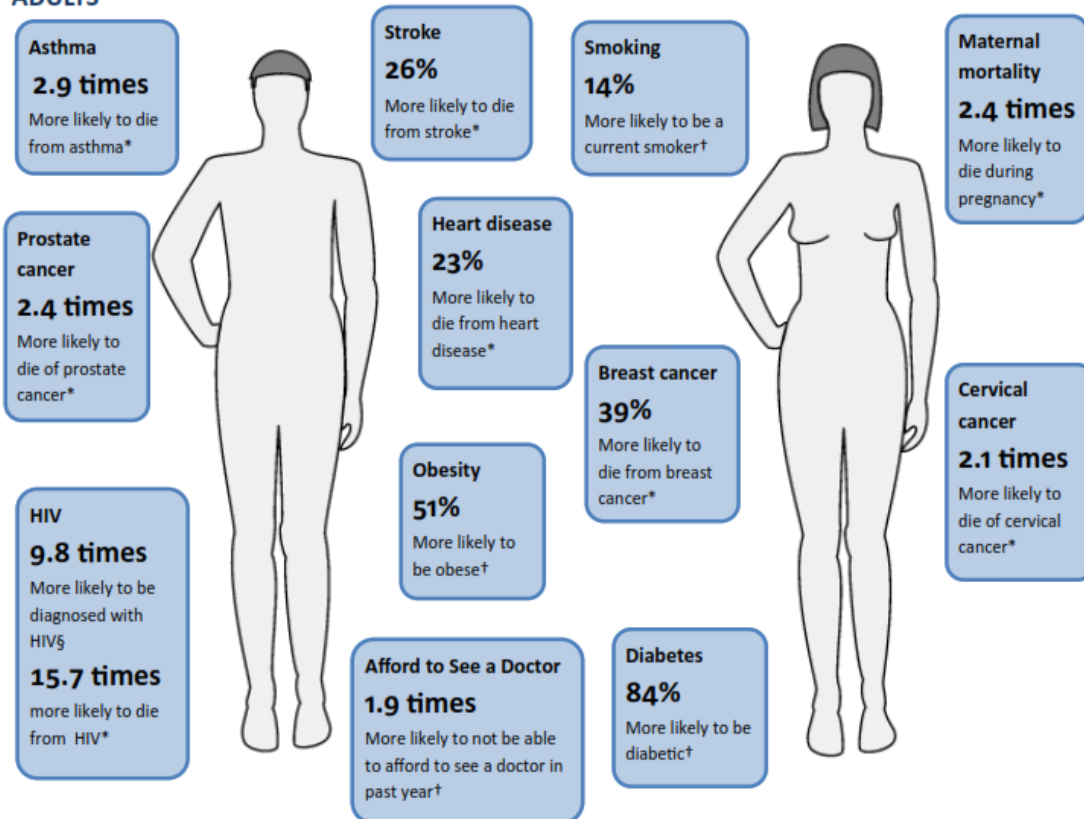 ADULTS
Asthma
2.9 times
More likely to die
from asthma*
Stroke
26%
More likely to die
from stroke*
Smoking
14%
More likely to be a
current smoker†
Maternal
mortality
2.4 times
More likely to
die during
pregnancy*
Prostate
cancer
2.4 times
More likely to
die of prostate
cancer*
Heart disease
23%
More likely to
die from heart
disease*
Breast cancer
39%
More likely to
die from breast
cancer*
Cervical
cancer
2.1 times
More likely to
die of cervical
cancer*
HIV
9.8 times
More likely to be
diagnosed with
HIV§
15.7 times
more likely to die
from HIV*
Obesity
51%
More likely to
be obese†
Afford to See a Doctor
1.9 times
More likely to not be able
to afford to see a doctor in
past year†
Diabetes
84%
More likely to be
diabetic†